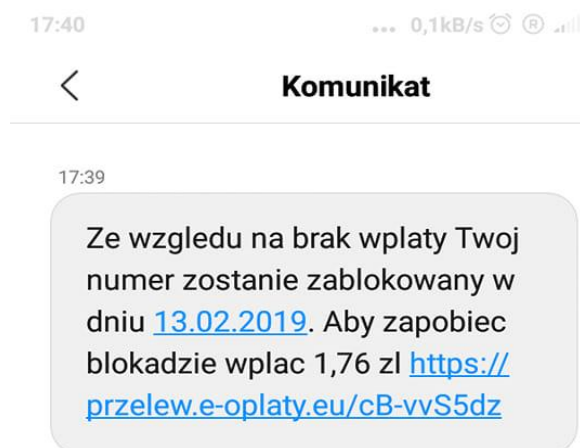 17:40 ... 0,1kB/s R
Komunikat
17:39
Ze wzgledu na brak wplaty Twoj
numer zostanie zablokowany w
dniu 13.02.2019. Aby zapobiec
blokadzie wplac 1,76 zl https://
przelew.e-oplaty.eu/cB-vvS5dz